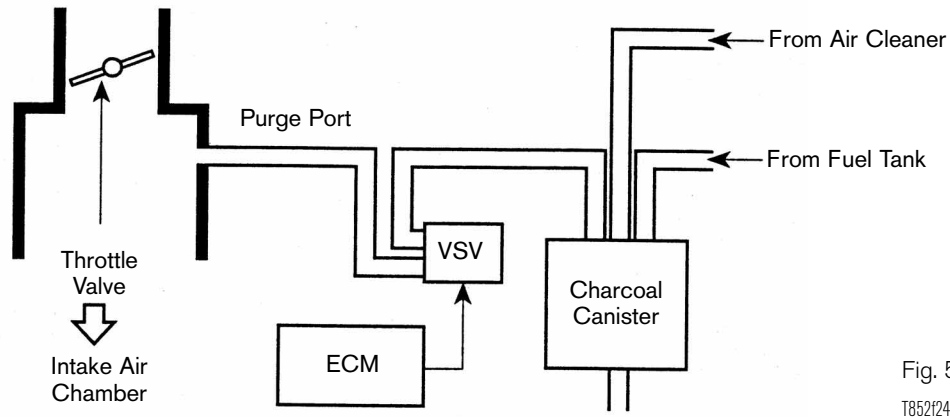 From Air Cleaner
Purge Port
From Fuel Tank
VSV
Throttle
Valve
Charcoal
Canister
ECM
Intake Air
Chamber
Fig. 5
T852f24